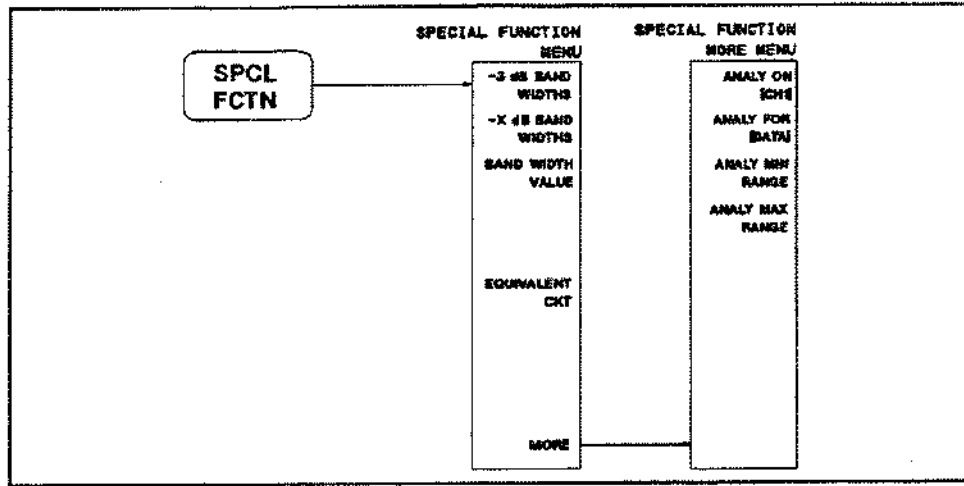 SPCL
FCTN
SPECIAL FUNCTION
MENU
-3 dB BAND
WIDTHS
-X dB BAND
WIDTHS
BAND WIDTH
VALUE
EQUIVALENT
CKT
MORE
SPECIAL FUNCTION
MORE MENU
ANALY ON
[CH1]
ANALY FOR
[DATA]
ANALY MIN
RANGE
ANALY MAX
RANGE